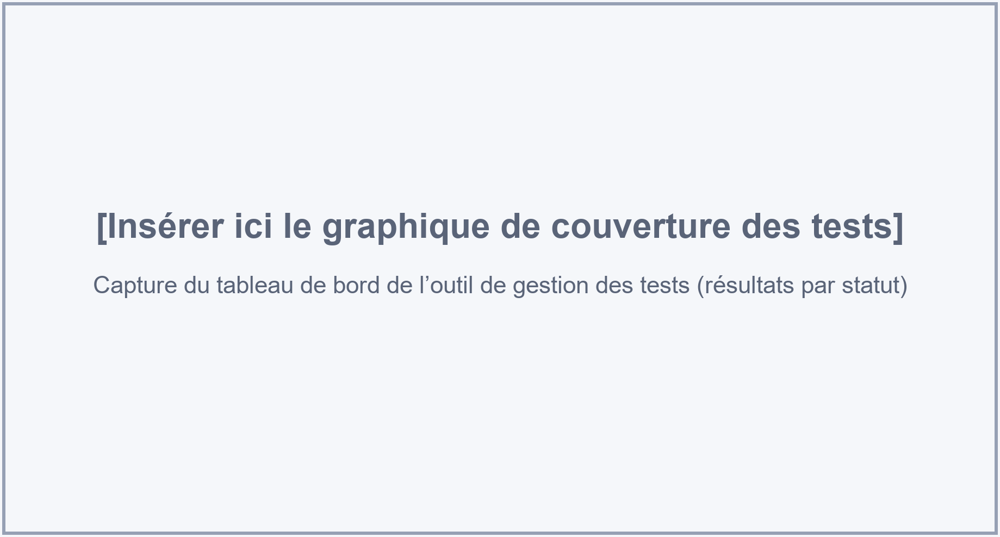 [Insérer ici le graphique de couverture des tests]
Capture du tableau de bord de l’outil de gestion des tests (résultats par statut)